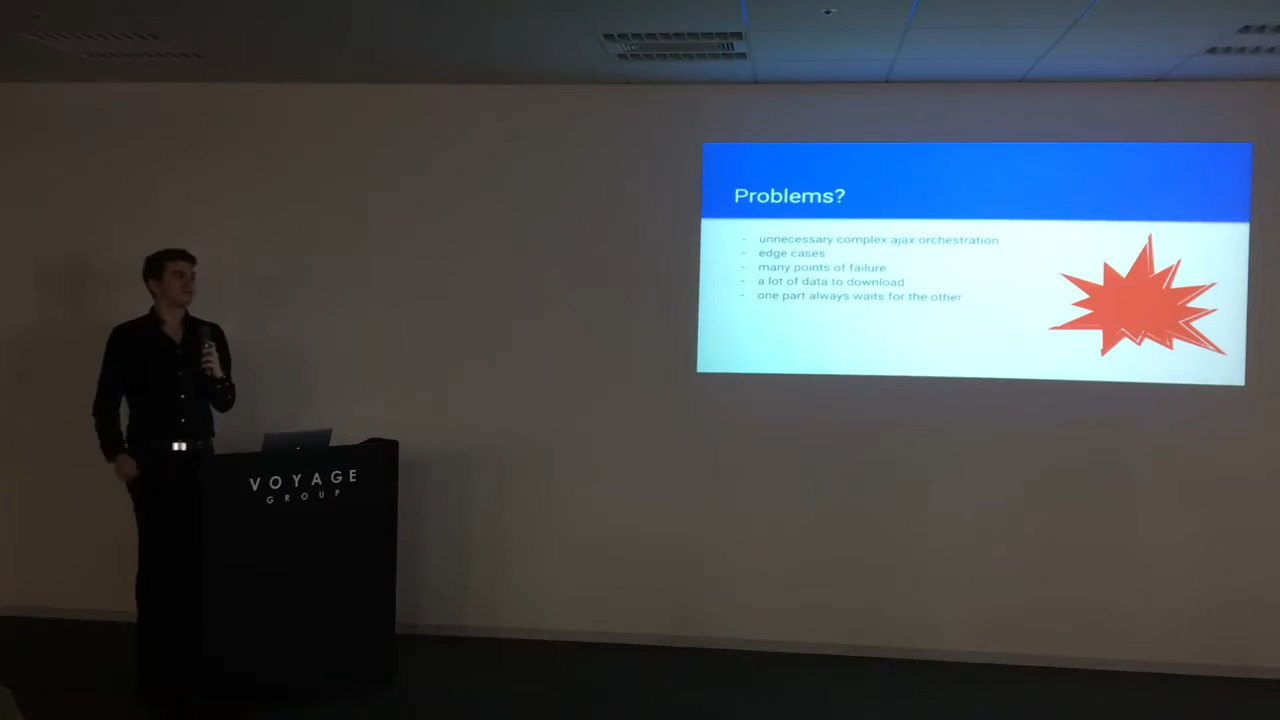 Problems?
- unnecessary complex ajax orchestration
- edge cases
- many points of failure
- a lot of data to download
- one part always waits for the other
VOYAGE
GROUP